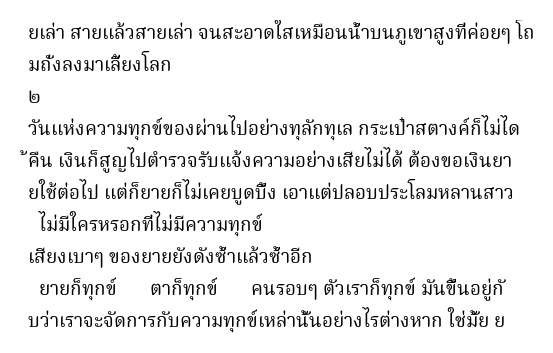 ยเล่า สายแล้วสายเล่า จนสะอาดใสเหมือนน้ำบนภูเขาสูงที่ค่อยๆ โถ
มถั่งลงมาเลี้ยงโลก
๒
วันแห่งความทุกข์ของผ่านไปอย่างทุลักทุเล กระเป๋าสตางค์ก็ไม่ได
้คืน เงินก็สูญไปตำรวจรับแจ้งความอย่างเสียไม่ได้ ต้องขอเงินยา
ยใช้ต่อไป แต่ก็ยายก็ไม่เคยบูดบึ้ง เอาแต่ปลอบประโลมหลานสาว
ไม่มีใครหรอกที่ไม่มีความทุกข์
เสียงเบาๆ ของยายยังดังซ้ำแล้วซ้ำอีก
ยายก็ทุกข์ ตาก็ทุกข์ คนรอบๆ ตัวเราก็ทุกข์ มันขึ้นอยู่กั
บว่าเราจะจัดการกับความทุกข์เหล่านั้นอย่างไรต่างหาก ใช่มั้ย ย